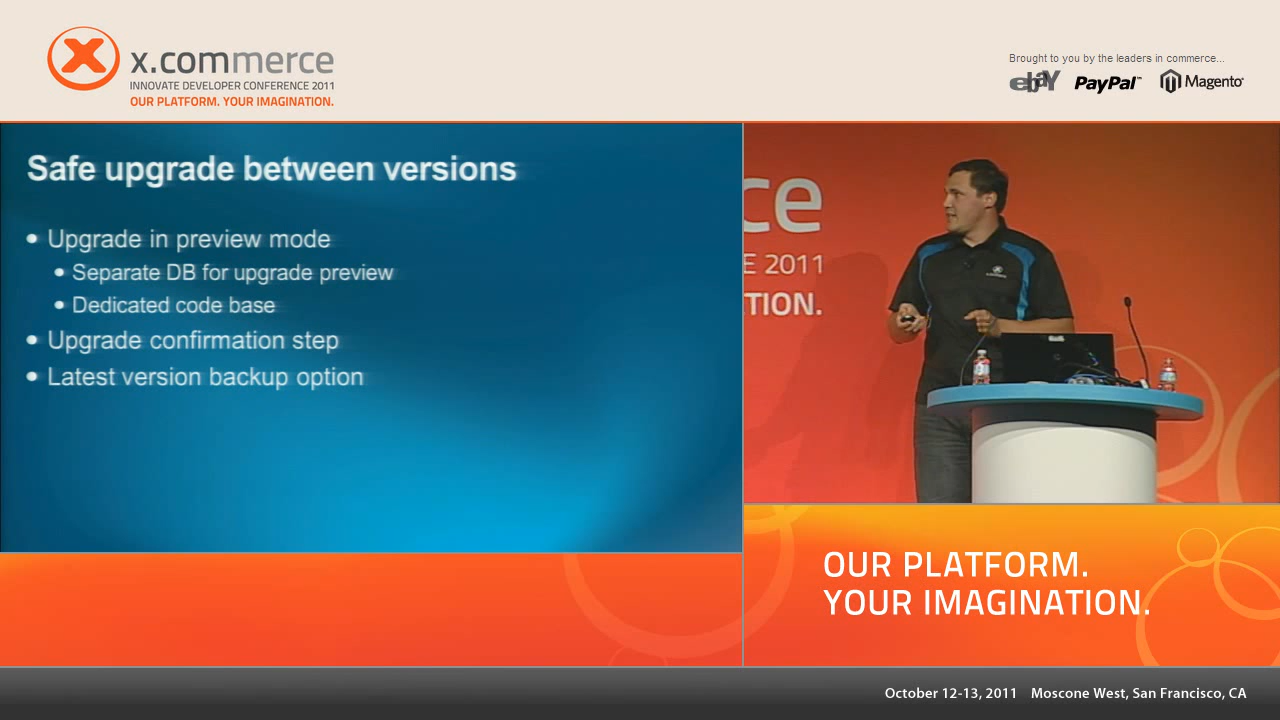 x.commerce
INNOVATE DEVELOPER CONFERENCE 2011
OUR PLATFORM. YOUR IMAGINATION.
Brought to you by the leaders in commerce...
ebaY PayPal™ Magento®
Safe upgrade between versions
• Upgrade in preview mode
• Separate DB for upgrade preview
• Dedicated code base
• Upgrade confirmation step
• Latest version backup option
ce
E 2011
TION.
OUR PLATFORM.
YOUR IMAGINATION.
October 12-13, 2011 Moscone West, San Francisco, CA